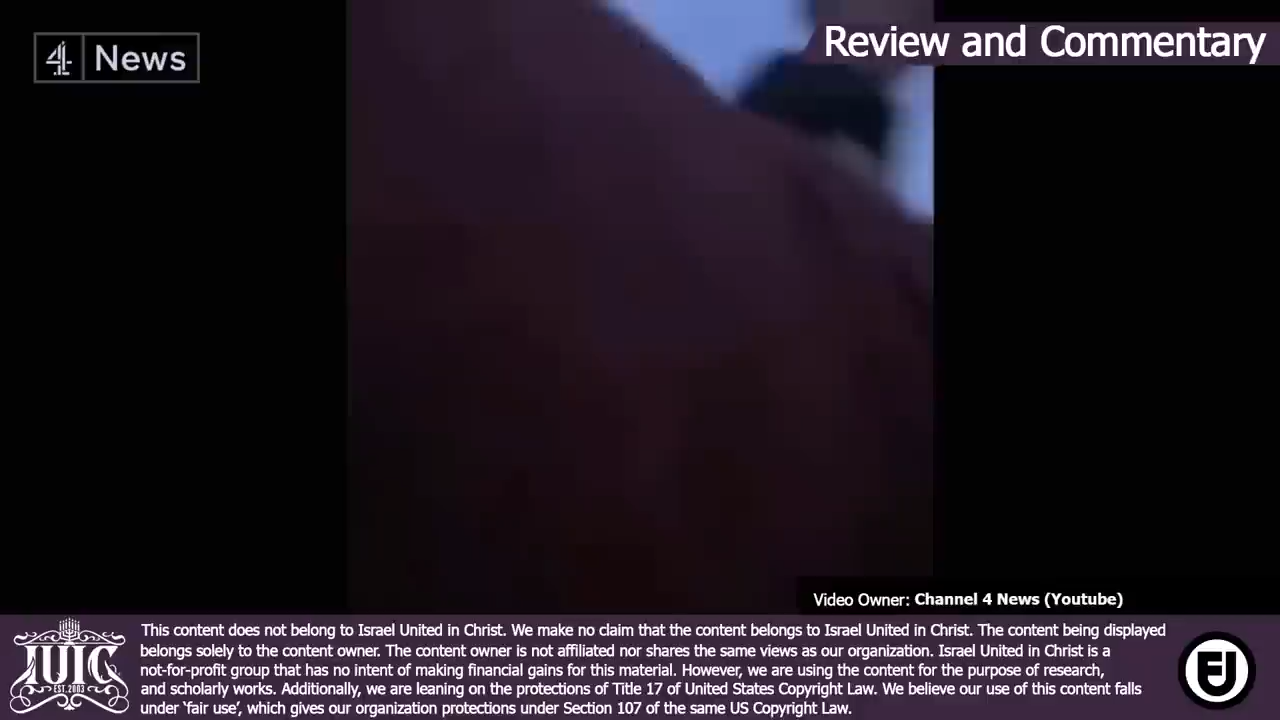 4 News
Review and Commentary
Video Owner: Channel 4 News (Youtube)
This content does not belong to Israel United in Christ. We make no claim that the content belongs to Israel United in Christ. The content being displayed
belongs solely to the content owner. The content owner is not affiliated nor shares the same views as our organization. Israel United in Christ is a
not-for-profit group that has no intent of making financial gains for this material. However, we are using the content for the purpose of research,
and scholarly works. Additionally, we are leaning on the protections of Title 17 of United States Copyright Law. We believe our use of this content falls
under ‘fair use’, which gives our organization protections under Section 107 of the same US Copyright Law.
IUIC
EST.2003